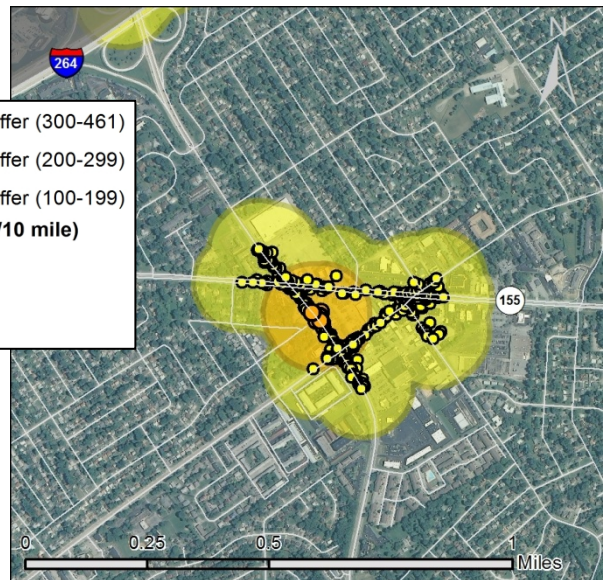 264
ffer (300-461)
ffer (200-299)
ffer (100-199)
/10 mile)
155
N
0 0.25 0.5 1
Miles